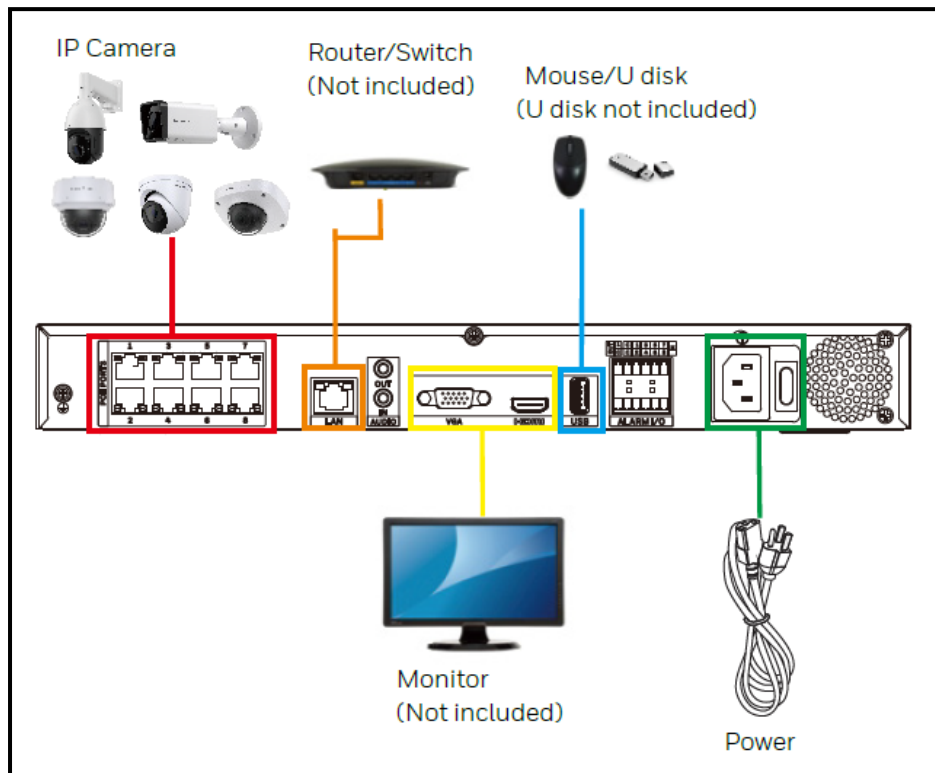 IP Camera
Router/Switch
(Not included)
Mouse/U disk
(U disk not included)
1 3 5 7
POE PORTS
2 4 6 8
LAN
OUT
IN
AUDIO
VGA
HDMI
USB
ALARM I/O
Monitor
(Not included)
Power